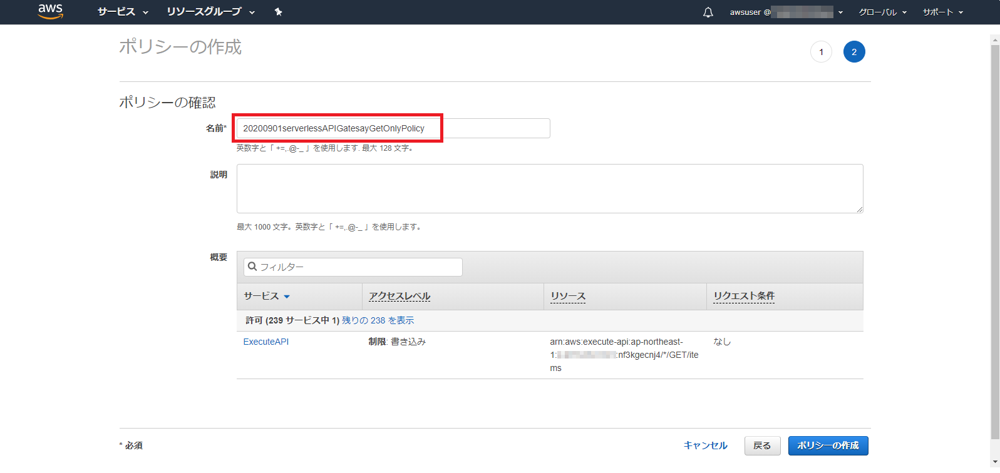 aws サービス リソースグループ awsuser @ グローバル サポート
ポリシーの作成 1 2
ポリシーの確認
名前* 20200901serverlessAPIGatesayGetOnlyPolicy
英数字と「 +=,.@-_ 」を使用します. 最大 128 文字。
説明
最大 1000 文字。英数字と「 +=,.@-_ 」を使用します。
概要 フィルター
サービス アクセスレベル リソース リクエスト条件
許可 (239 サービス中 1) 残りの 238 を表示
ExecuteAPI 制限: 書き込み arn:aws:execute-api:ap-northeast- なし
1: :nf3kgecnj4/*/GET/ite
ms
* 必須 キャンセル 戻る ポリシーの作成